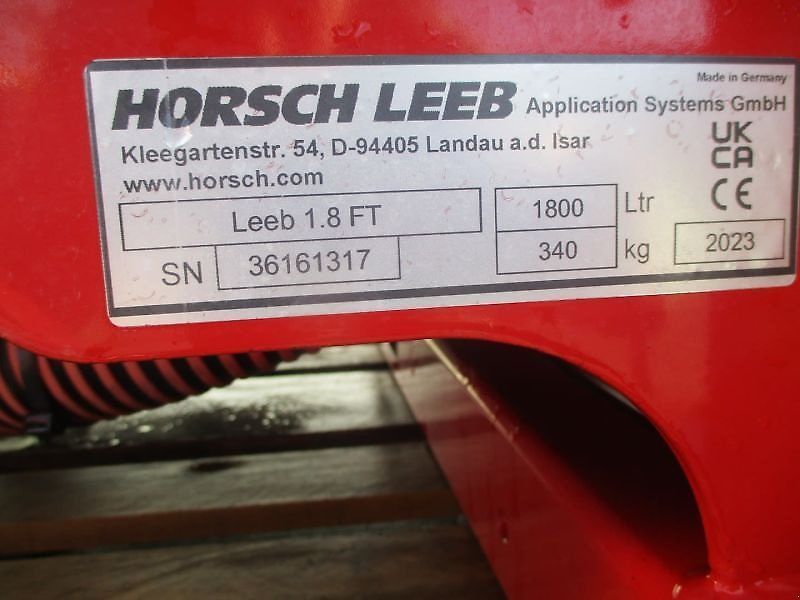 Made in Germany
HORSCH LEEB Application Systems GmbH
Kleegartenstr. 54, D-94405 Landau a.d. Isar
www.horsch.com
UK
CA
CE
Leeb 1.8 FT
1800 Ltr
SN 36161317
340 kg
2023